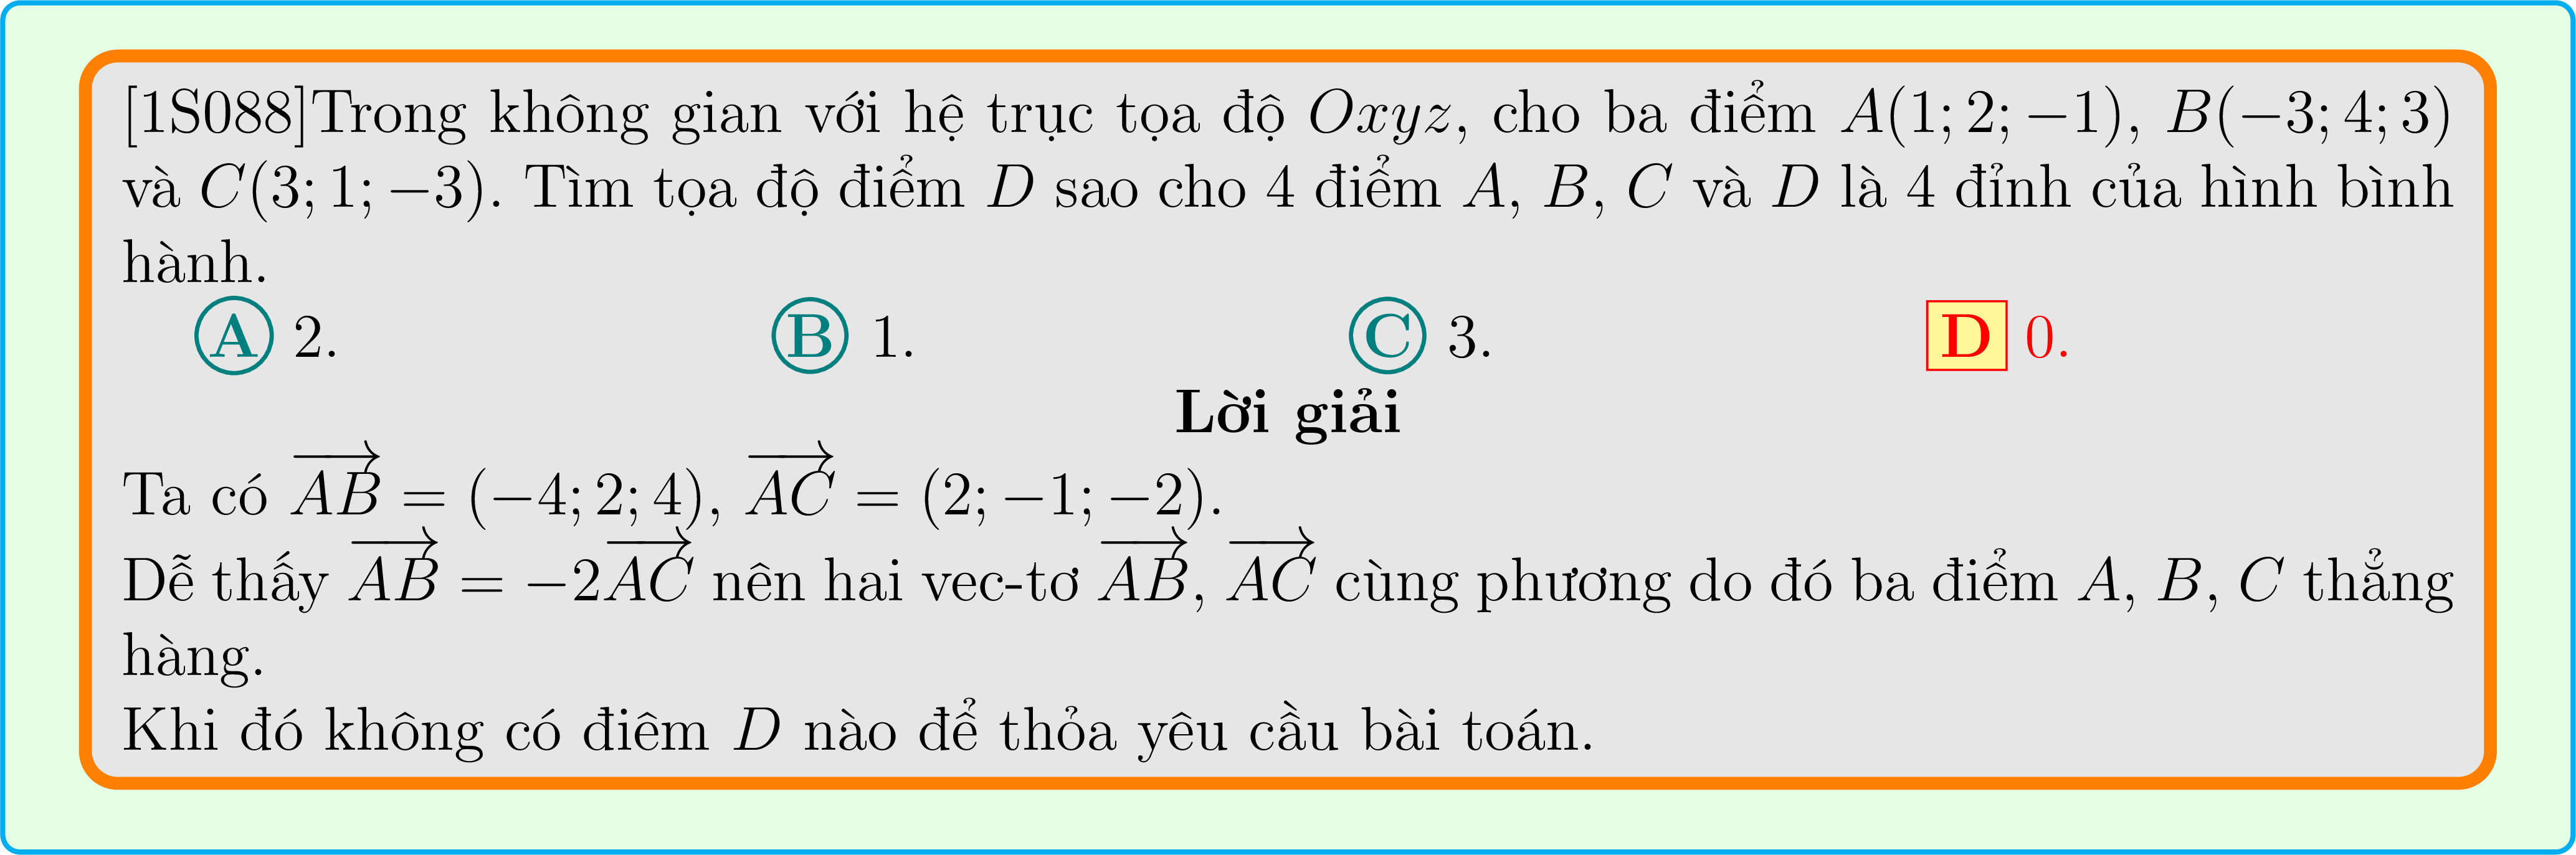 [1S088]Trong không gian với hệ trục tọa độ Oxyz, cho ba điểm A(1; 2; −1), B(−3; 4; 3)
và C(3; 1; −3). Tìm tọa độ điểm D sao cho 4 điểm A, B, C và D là 4 đỉnh của hình bình
hành.
A 2. B 1. C 3. D 0.
Lời giải
Ta có \overrightarrow{AB} = (−4; 2; 4), \overrightarrow{AC} = (2; −1; −2).
Dễ thấy \overrightarrow{AB} = −2\overrightarrow{AC} nên hai vec-tơ \overrightarrow{AB}, \overrightarrow{AC} cùng phương do đó ba điểm A, B, C thẳng
hàng.
Khi đó không có điêm D nào để thỏa yêu cầu bài toán.